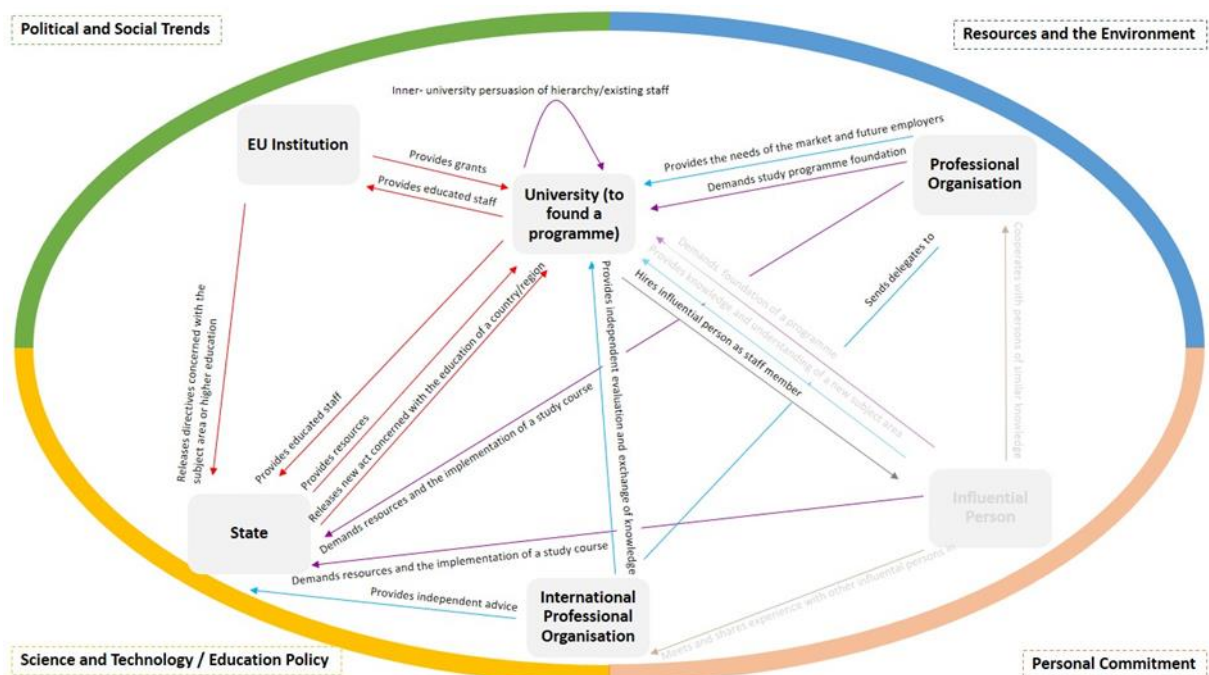 Political and Social Trends
Resources and the Environment
Inner- university persuasion of hierarchy/existing staff
EU Institution
Provides grants
Provides educated staff
University (to
found a
programme)
Provides the needs of the market and future employers
Demands study programme foundation
Professional
Organisation
Sends delegates to
Cooperates with persons of similar knowledge
Demands foundation of a programme
Provides knowledge and understanding of a new subject area
Hires influential person as staff member
Provides independent evaluation and exchange of knowledge
Releases directives concerned with the
subject area or higher education
Provides educated staff
Provides resources
Releases new act concerned with the education of a country/region
Demands resources and the implementation of a study course
State
Demands resources and the implementation of a study course
Influential
Person
Provides independent advice
International
Professional
Organisation
Meets and shares experience with other influental persons in
Science and Technology / Education Policy
Personal Commitment